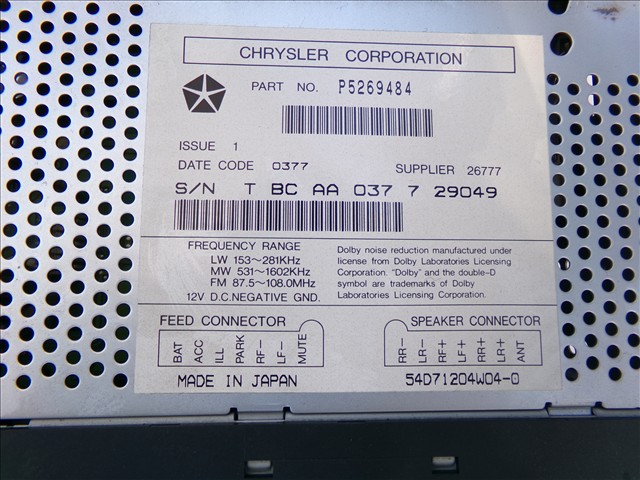 CHRYSLER CORPORATION
PART NO. P5269484
ISSUE 1
DATE CODE 0377 SUPPLIER 26777
S/N T BC AA 037 7 29049
FREQUENCY RANGE
LW 153~281KHz
MW 531~1602KHz
FM 87.5~108.0MHz
12V D.C.NEGATIVE GND.
Dolby noise reduction manufactured under
license from Dolby Laboratories Licensing
Corporation. "Dolby" and the double-D
symbol are trademarks of Dolby
Laboratories Licensing Corporation.
FEED CONNECTOR
BAT
ACC
ILL
PARK
RF-
LF-
MUTE
SPEAKER CONNECTOR
RR-
LR-
RF+
LF+
RR+
LR+
ANT
MADE IN JAPAN
54D71204W04-0